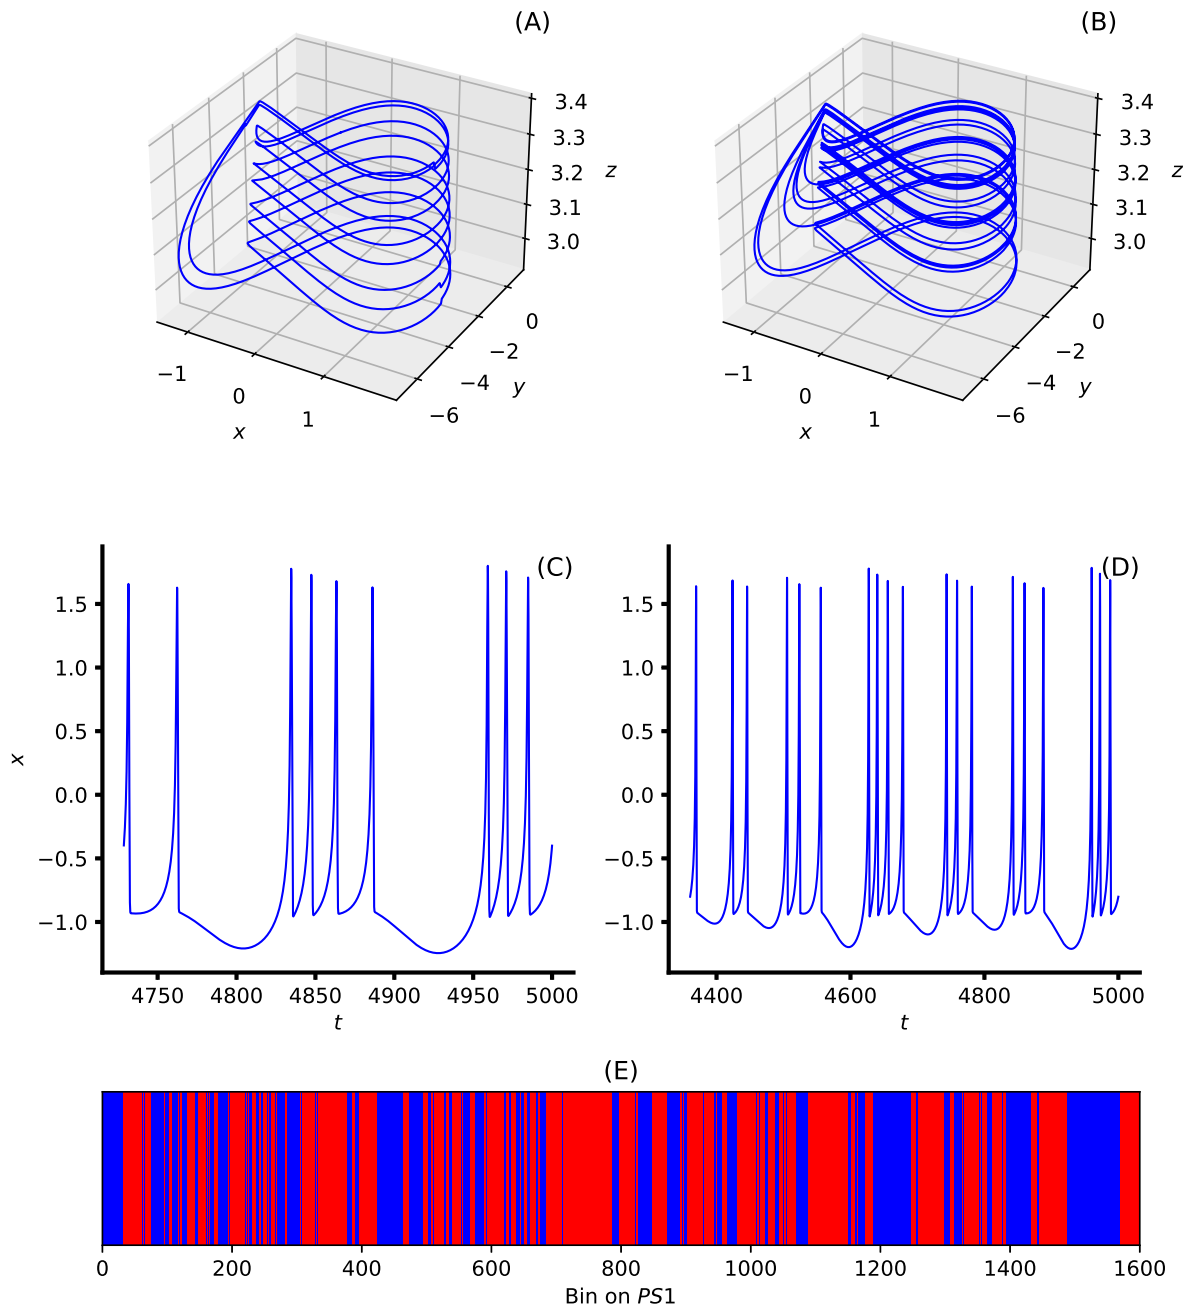 (A)
(B)
3.4
3.3
3.2
3.1
3.0
z
−1
0
1
x
0
−2
−4
−6
y
3.4
3.3
3.2
3.1
3.0
z
−1
0
1
x
0
−2
−4
−6
y
(C)
1.5
1.0
0.5
0.0
−0.5
−1.0
x
4750 4800 4850 4900 4950 5000
t
(D)
1.5
1.0
0.5
0.0
−0.5
−1.0
4400 4600 4800 5000
t
(E)
0 200 400 600 800 1000 1200 1400 1600
Bin on PS1